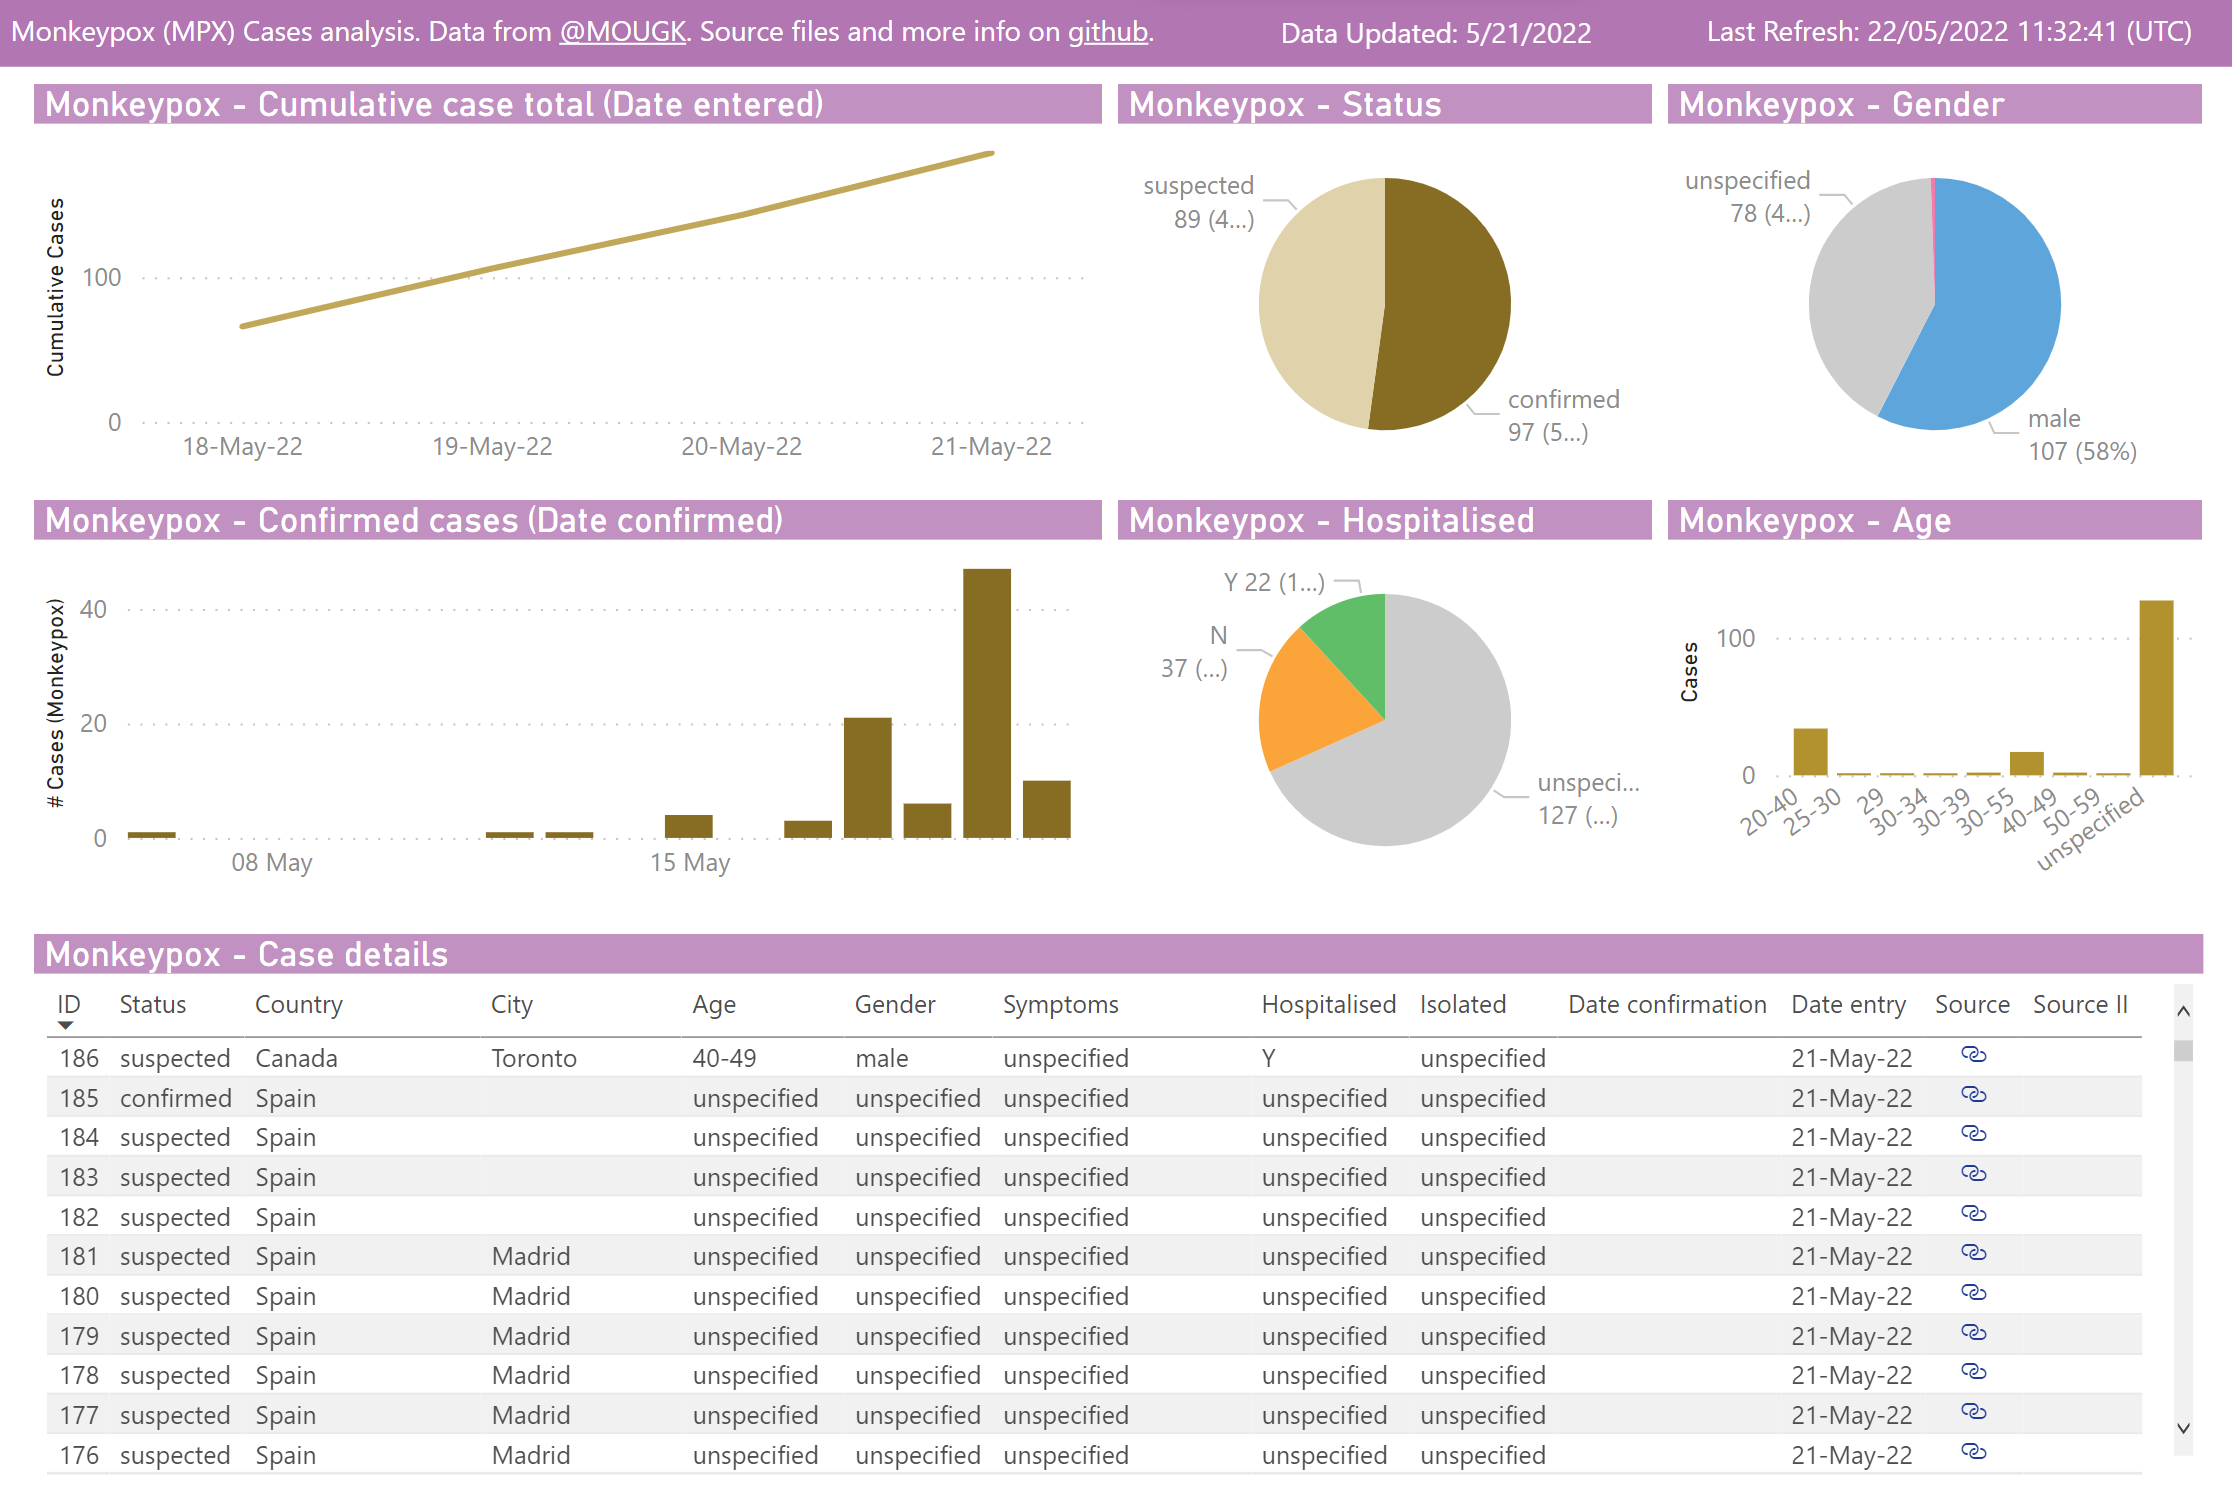 Monkeypox (MPX) Cases analysis. Data from @MOUGK. Source files and more info on github.
Data Updated: 5/21/2022
Last Refresh: 22/05/2022 11:32:41 (UTC)
Monkeypox - Cumulative case total (Date entered)
Cumulative Cases
100
0
18-May-22 19-May-22 20-May-22 21-May-22
Monkeypox - Status
suspected
89 (4...)
confirmed
97 (5...)
Monkeypox - Gender
unspecified
78 (4...)
male
107 (58%)
Monkeypox - Confirmed cases (Date confirmed)
# Cases (Monkeypox)
40
20
0
08 May 15 May
Monkeypox - Hospitalised
Y 22 (1...)
N
37 (...)
unspeci...
127 (...)
Monkeypox - Age
Cases
100
0
20-40 25-30 29 30-34 30-39 30-55 40-49 50-59 unspecified
Monkeypox - Case details
ID Status Country City Age Gender Symptoms Hospitalised Isolated Date confirmation Date entry Source Source II
186 suspected Canada Toronto 40-49 male unspecified Y unspecified 21-May-22
185 confirmed Spain unspecified unspecified unspecified unspecified unspecified 21-May-22
184 suspected Spain unspecified unspecified unspecified unspecified unspecified 21-May-22
183 suspected Spain unspecified unspecified unspecified unspecified unspecified 21-May-22
182 suspected Spain unspecified unspecified unspecified unspecified unspecified 21-May-22
181 suspected Spain Madrid unspecified unspecified unspecified unspecified unspecified 21-May-22
180 suspected Spain Madrid unspecified unspecified unspecified unspecified unspecified 21-May-22
179 suspected Spain Madrid unspecified unspecified unspecified unspecified unspecified 21-May-22
178 suspected Spain Madrid unspecified unspecified unspecified unspecified unspecified 21-May-22
177 suspected Spain Madrid unspecified unspecified unspecified unspecified unspecified 21-May-22
176 suspected Spain Madrid unspecified unspecified unspecified unspecified unspecified 21-May-22